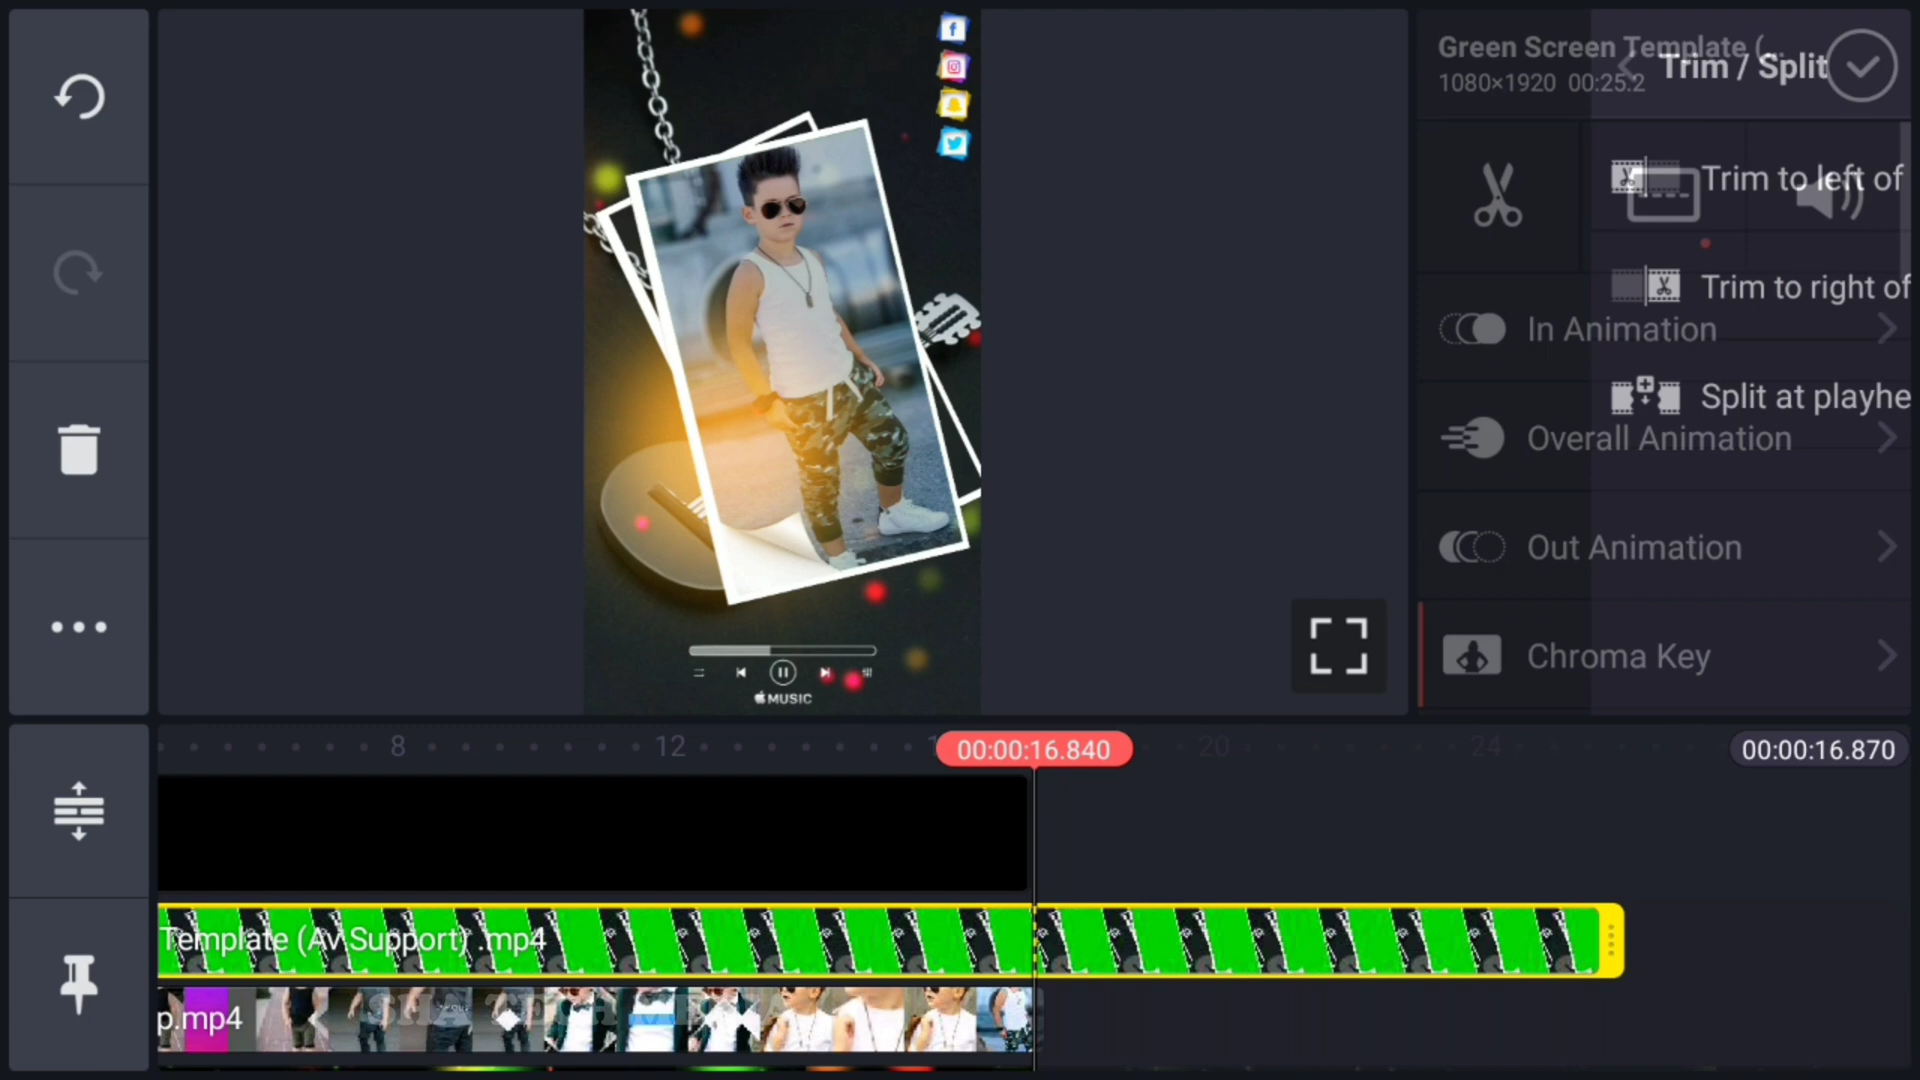 Green Screen Template (...
1080×1920 00:25.2
Trim / Split
Trim to left of
Trim to right of
In Animation
Split at playhe
Overall Animation
Out Animation
Chroma Key
MUSIC
8
12
00:00:16.840
20
24
00:00:16.870
Template (Av Support) .mp4
p.mp4